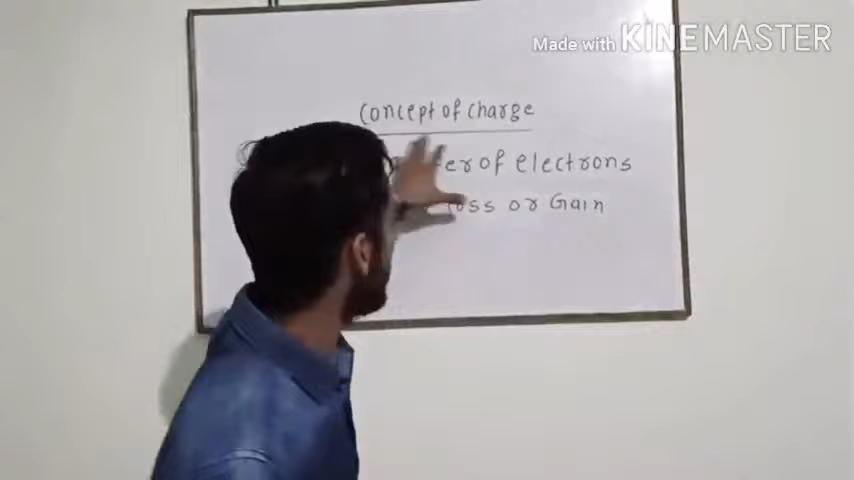 Made with KINEMASTER
Concept of charge
of electrons
or Gain